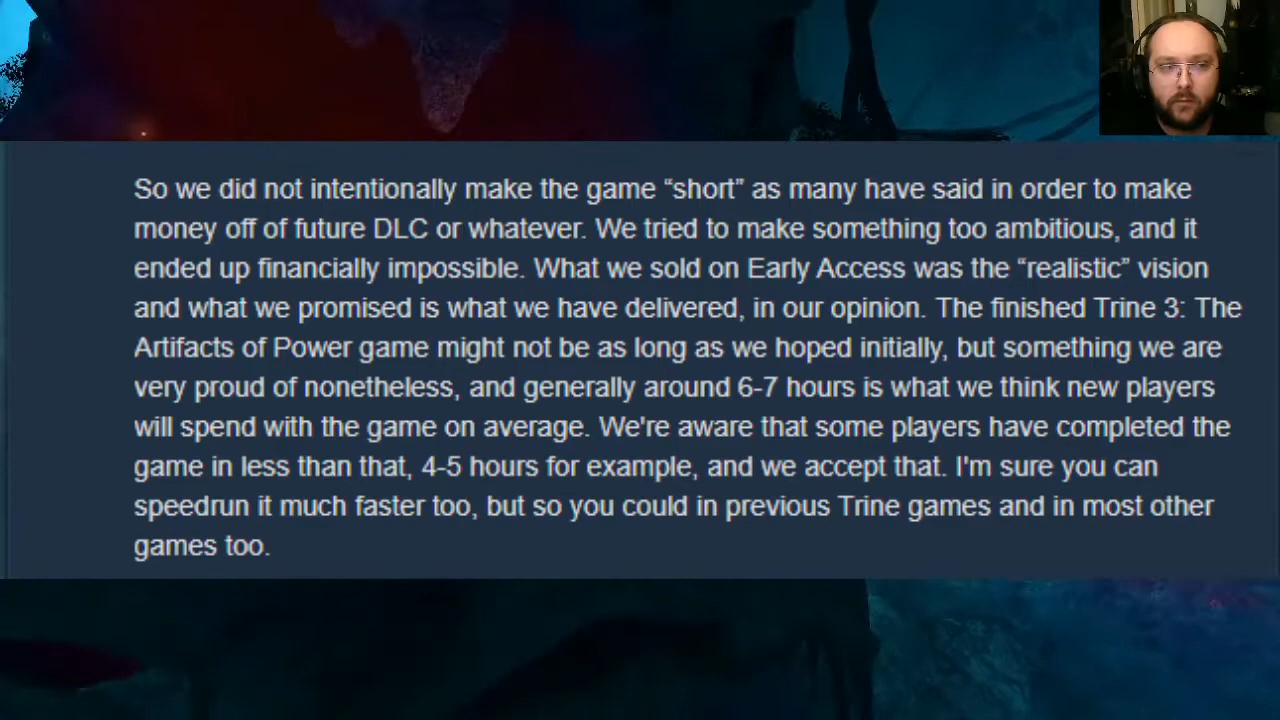 So we did not intentionally make the game “short” as many have said in order to make
money off of future DLC or whatever. We tried to make something too ambitious, and it
ended up financially impossible. What we sold on Early Access was the “realistic” vision
and what we promised is what we have delivered, in our opinion. The finished Trine 3: The
Artifacts of Power game might not be as long as we hoped initially, but something we are
very proud of nonetheless, and generally around 6-7 hours is what we think new players
will spend with the game on average. We're aware that some players have completed the
game in less than that, 4-5 hours for example, and we accept that. I'm sure you can
speedrun it much faster too, but so you could in previous Trine games and in most other
games too.